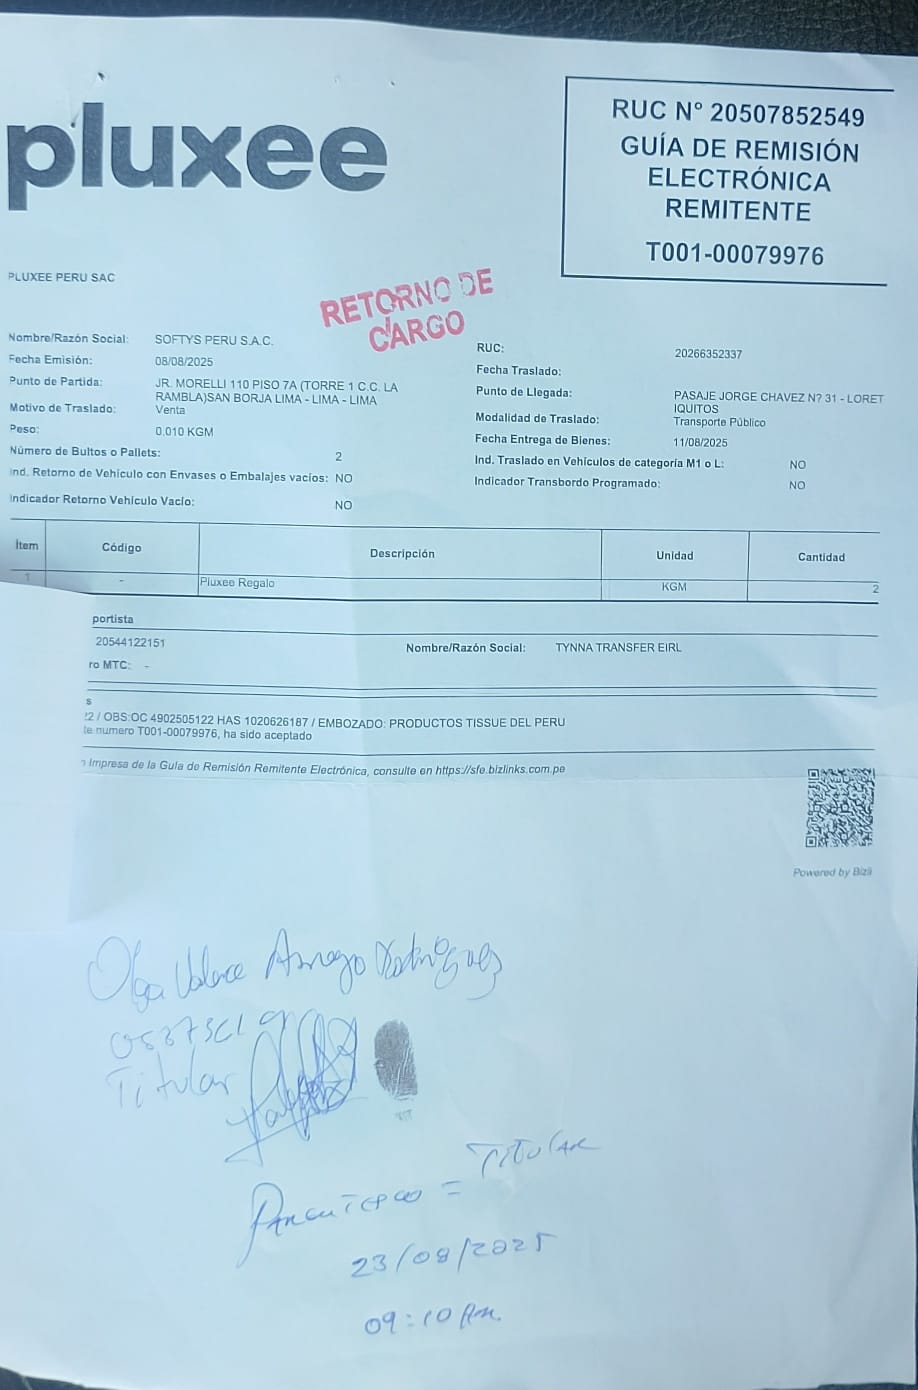 pluxee
RUC N° 20507852549
GUÍA DE REMISIÓN
ELECTRÓNICA
REMITENTE
T001-00079976
PLUXEE PERU SAC
RETORNO DE
CARGO
Nombre/Razón Social: SOFTYS PERU S.A.C.
Fecha Emisión: 08/08/2025
Punto de Partida: JR. MORELLI 110 PISO 7A (TORRE 1 C.C. LA
RAMBLA)SAN BORJA LIMA - LIMA - LIMA
Motivo de Traslado: Venta
Peso: 0.010 KGM
Número de Bultos o Pallets: 2
Ind. Retorno de Vehículo con Envases o Embalajes vacíos: NO
Indicador Retorno Vehículo Vacío: NO
RUC: 20266352337
Fecha Traslado:
Punto de Llegada: PASAJE JORGE CHAVEZ N? 31 - LORET
IQUITOS
Modalidad de Traslado: Transporte Público
Fecha Entrega de Bienes: 11/08/2025
Ind. Traslado en Vehículos de categoría M1 o L: NO
Indicador Transbordo Programado: NO
Ítem Código Descripción Unidad Cantidad
1 - Pluxee Regalo KGM 2
portista
20544122151 Nombre/Razón Social: TYNNA TRANSFER EIRL
ro MTC: -
s
22 / OBS:OC 4902505122 HAS 1020626187 / EMBOZADO: PRODUCTOS TISSUE DEL PERU
te numero T001-00079976, ha sido aceptado
n Impresa de la Guía de Remisión Remitente Electrónica, consulte en https://sfe.bizlinks.com.pe
Powered by Bizli
Olga
Titular
= TITULAR
23/08/2025
09:10 Am.